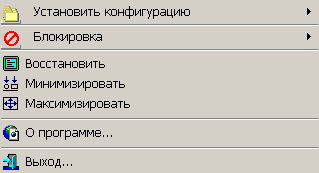 Установить конфигурацию
Блокировка
Восстановить
Минимизировать
Максимизировать
О программе...
Выход...